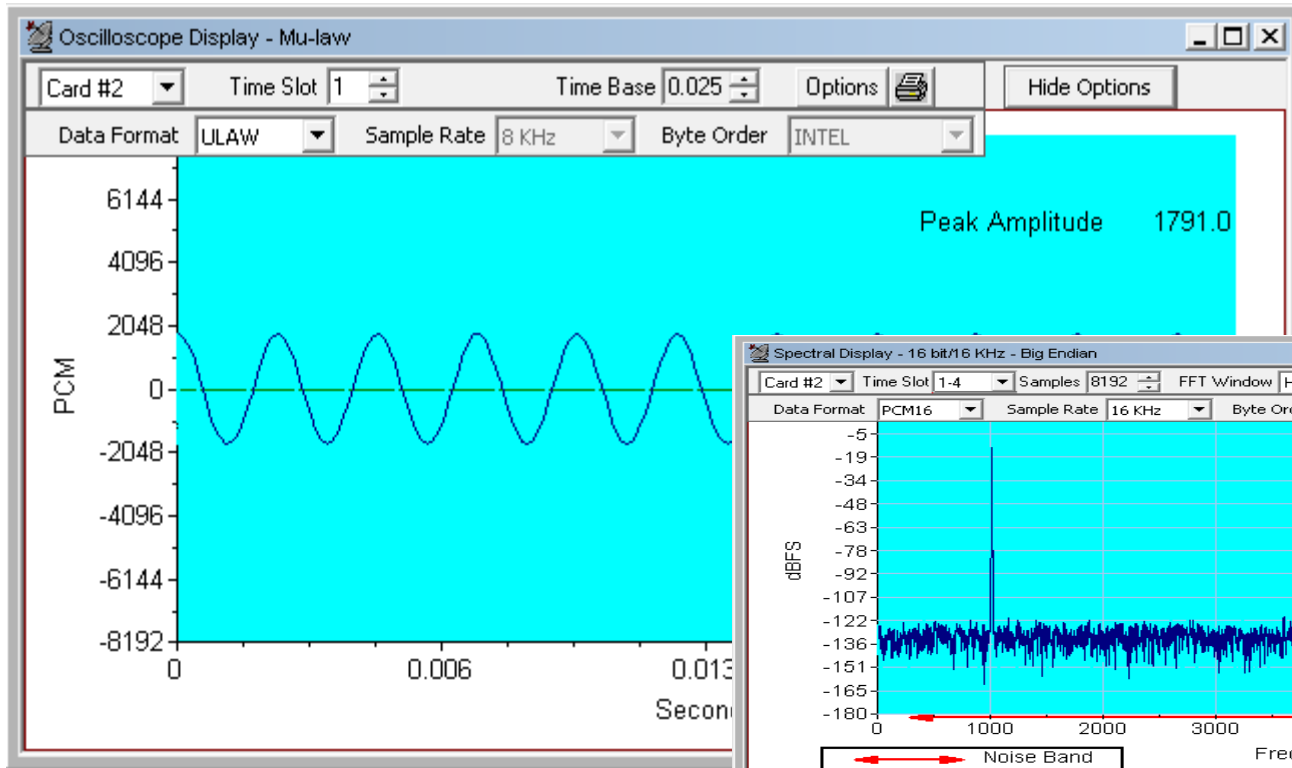 Oscilloscope Display - Mu-law
Card #2 Time Slot 1 Time Base 0.025 Options Hide Options
Data Format ULAW Sample Rate 8 KHz Byte Order INTEL
Peak Amplitude 1791.0
6144
4096
2048
0
-2048
-4096
-6144
-8192
PCM
0 0.006 0.013
Secon
Spectral Display - 16 bit/16 KHz - Big Endian
Card #2 Time Slot 1-4 Samples 8192 FFT Window H
Data Format PCM16 Sample Rate 16 KHz Byte Ord
-5
-19
-34
-48
-63
-78
-92
-107
-122
-136
-151
-165
-180
dBFS
0 1000 2000 3000
Noise Band Fre